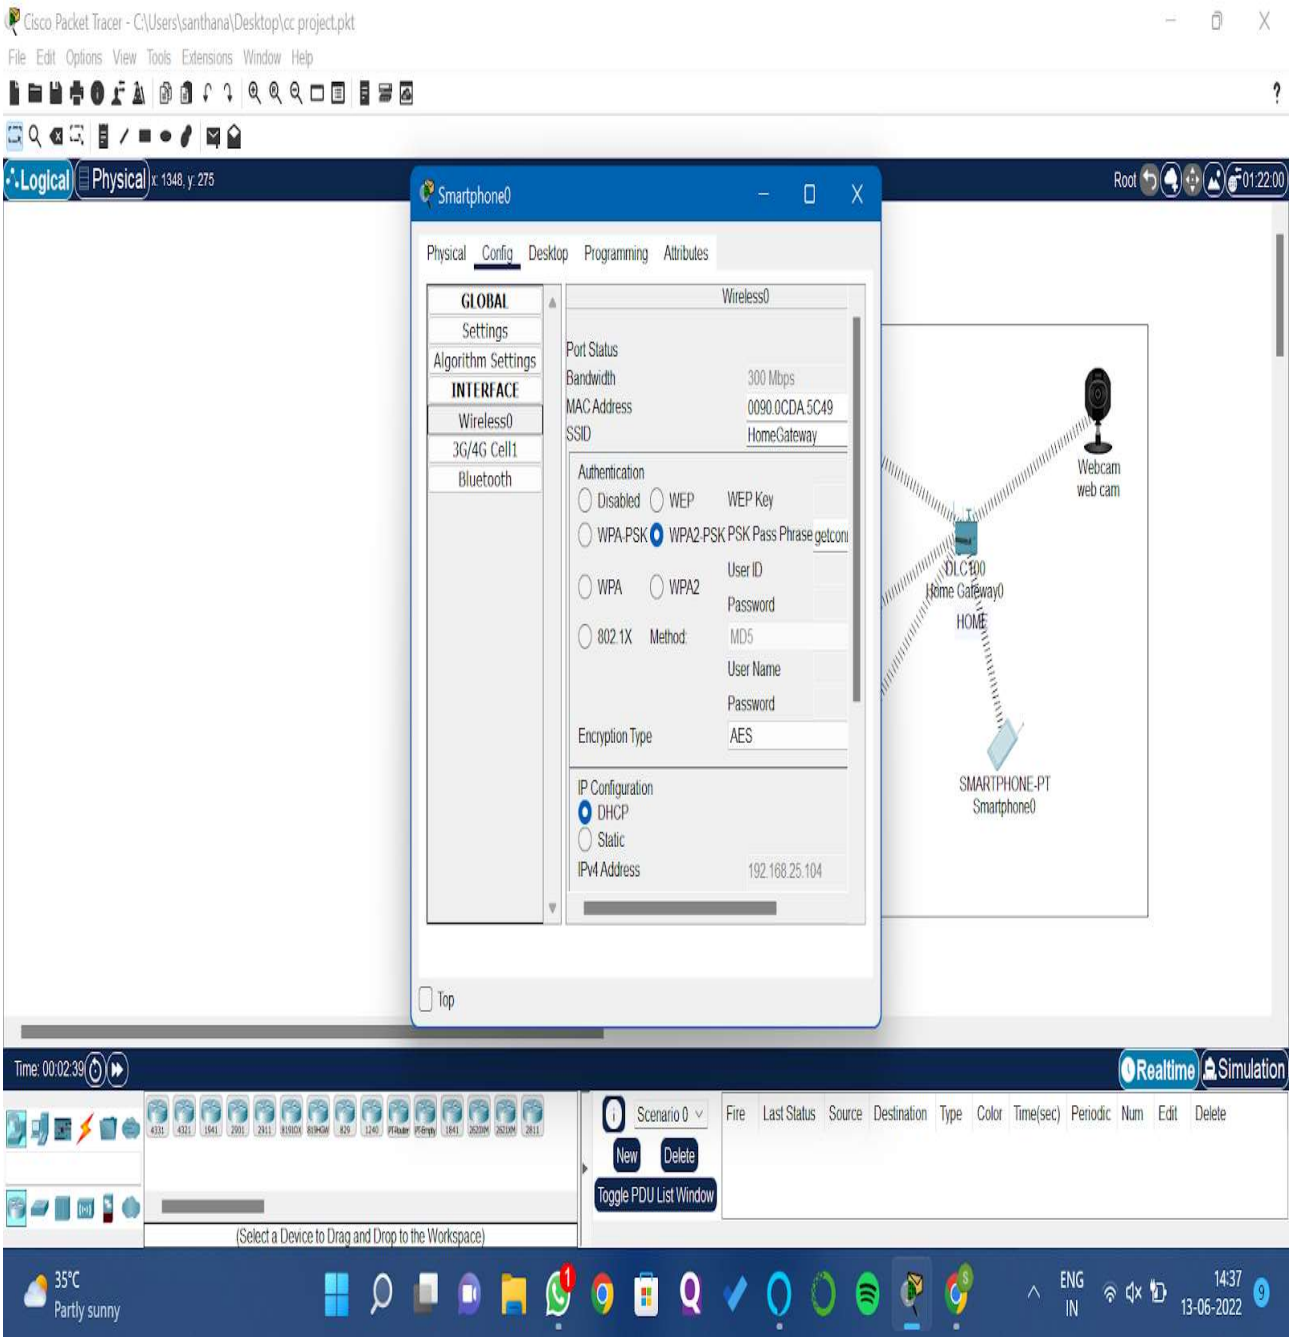 Cisco Packet Tracer - C:\Users\santhana\Desktop\cc project.pkt
File Edit Options View Tools Extensions Window Help
?
Logical Physical x: 1348, y: 275
Root 01:22:00
Smartphone0
Physical Config Desktop Programming Attributes
GLOBAL
Settings
Algorithm Settings
INTERFACE
Wireless0
3G/4G Cell1
Bluetooth
Wireless0
Port Status
Bandwidth 300 Mbps
MAC Address 0090.0CDA.5C49
SSID HomeGateway
Authentication
Disabled WEP WEP Key
WPA-PSK WPA2-PSK PSK Pass Phrase getcon
User ID
WPA WPA2
Password
802.1X Method: MD5
User Name
Password
Encryption Type AES
IP Configuration
DHCP
Static
IPv4 Address 192.168.25.104
Top
Webcam
web cam
DLC100
Home Gateway0
HOME
SMARTPHONE-PT
Smartphone0
Time: 00:02:39
Realtime Simulation
4331 4321 1941 2901 2911 819IOX 819HGW 829 1240 PT-Router PT-Empty 1841 2620XM 2621XM 2811
(Select a Device to Drag and Drop to the Workspace)
Scenario 0
New Delete
Toggle PDU List Window
Fire Last Status Source Destination Type Color Time(sec) Periodic Num Edit Delete
35°C
Partly sunny
1
S
ENG
IN
14:37
13-06-2022
9